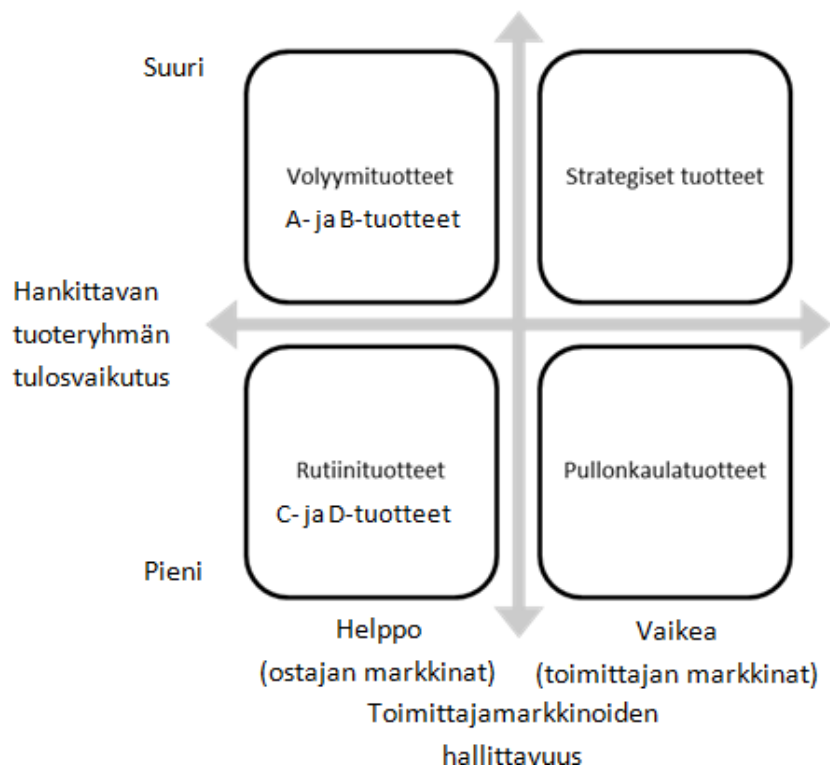 Suuri
Volyymituotteet
A- ja B-tuotteet
Strategiset tuotteet
Hankittavan
tuoteryhmän
tulosvaikutus
Rutiinituotteet
C- ja D-tuotteet
Pullonkaulatuotteet
Pieni
Helppo
(ostajan markkinat)
Vaikea
(toimittajan markkinat)
Toimittajamarkkinoiden
hallittavuus